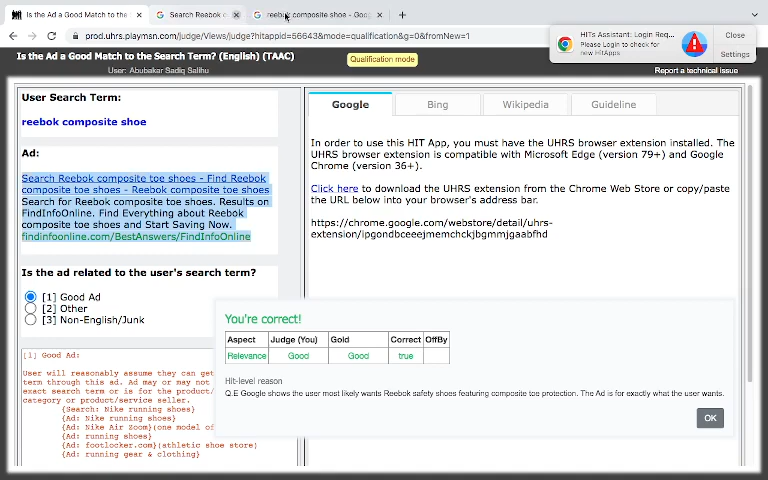 Is the Ad a Good Match to the
Search Reebok c
reebok composite shoe - Goo
prod.uhrs.playmsn.com/judge/Views/judge?hitappid=56643&mode=qualification&g=0&fromNew=1
HITs Assistant: Login Req...
Please Login to check for
new HitApps
Close
Settings
Is the Ad a Good Match to the Search Term? (English) (TAAC)
User: Abubakar Sadiq Salihu
Qualification mode
Report a technical issue
User Search Term:
reebok composite shoe
Ad:
Search Reebok composite toe shoes - Find Reebok
composite toe shoes - Reebok composite toe shoes
Search for Reebok composite toe shoes. Results on
FindInfoOnline. Find Everything about Reebok
composite toe shoes and Start Saving Now.
findinfoonline.com/BestAnswers/FindInfoOnline
Is the ad related to the user's search term?
[1] Good Ad
[2] Other
[3] Non-English/Junk
[1] Good Ad:
User will reasonably assume they can get
term through this ad. Ad may or may not
exact search term or is for the product/
category or product/service seller.
{Search: Nike running shoes}
{Ad: Nike running shoes}
{Ad: Nike Air Zoom}(one model of
{Ad: running shoes}
{Ad: footlocker.com}(athletic shoe store)
{Ad: running gear & clothing}
Google
Bing
Wikipedia
Guideline
In order to use this HIT App, you must have the UHRS browser extension installed. The
UHRS browser extension is compatible with Microsoft Edge (version 79+) and Google
Chrome (version 36+).
Click here to download the UHRS extension from the Chrome Web Store or copy/paste
the URL below into your browser's address bar.
https://chrome.google.com/webstore/detail/uhrs-
extension/ipgondbceeejmemchckjbgmmjgaabfhd
You're correct!
Aspect Judge (You) Gold Correct OffBy
Relevance Good Good true
Hit-level reason
Q.E Google shows the user most likely wants Reebok safety shoes featuring composite toe protection. The Ad is for exactly what the user wants.
OK